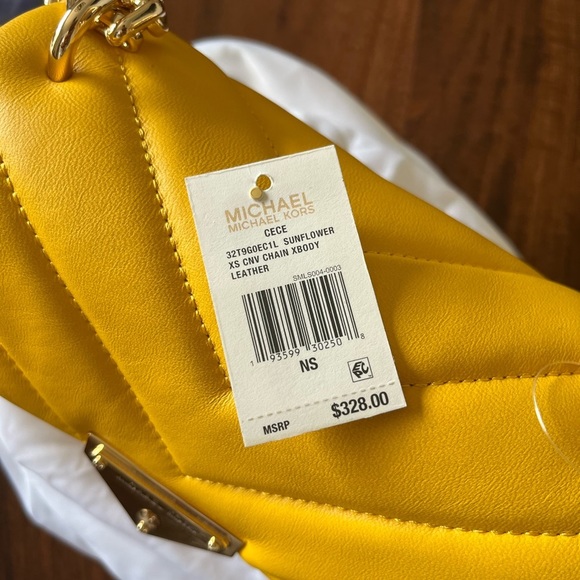 MICHAEL
MICHAEL KORS
CECE
32T9G0EC1L SUNFLOWER
XS CNV CHAIN XBODY
LEATHER
SMLS004-0003
1 93599 30250 8
NS
MSRP $328.00